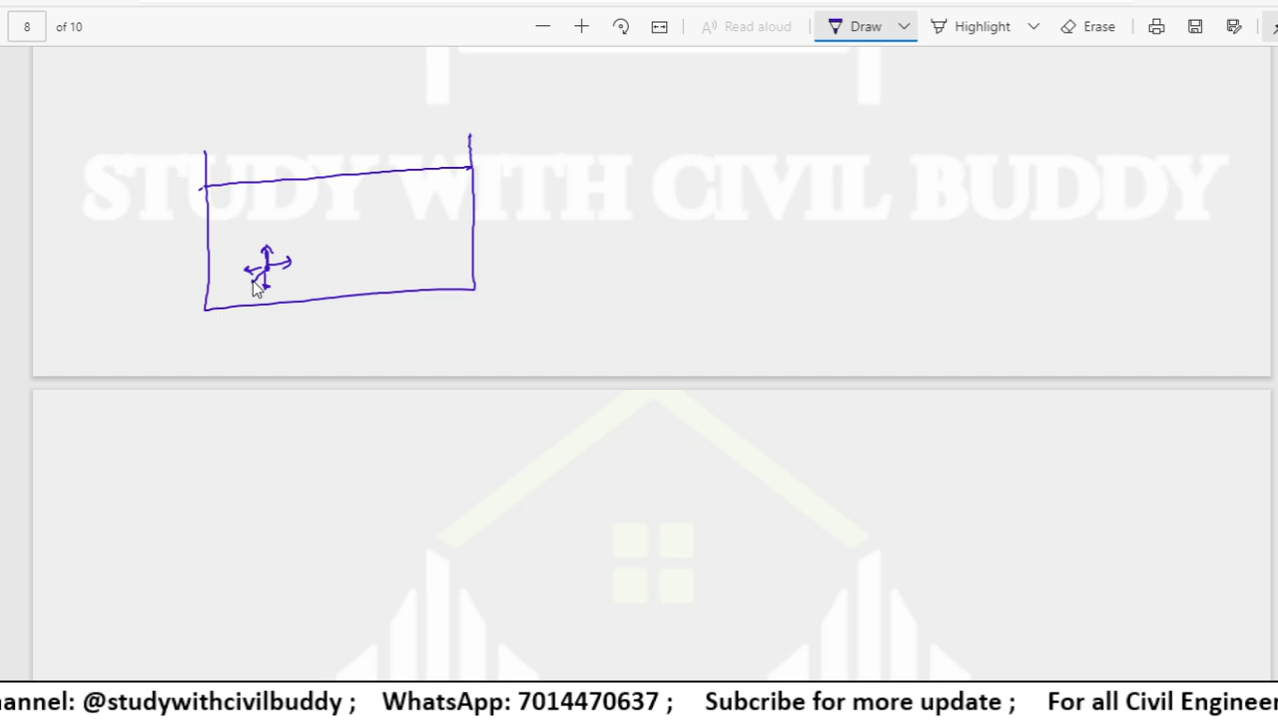 8 of 10 Read aloud Draw Highlight Erase
STUDY WITH CIVIL BUDDY
hannel: @studywithcivilbuddy ; WhatsApp: 7014470637 ; Subcribe for more update ; For all Civil Engineer